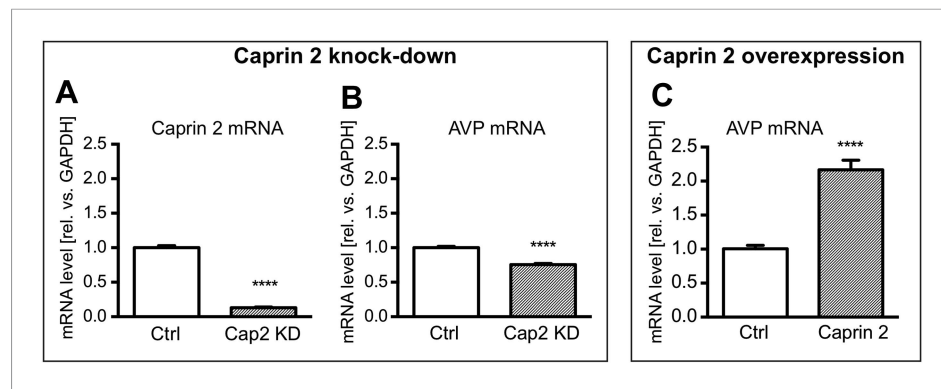 Caprin 2 knock-down
A
Caprin 2 mRNA
mRNA level [rel. vs. GAPDH]
2.5
2.0
1.5
1.0
0.5
0.0
****
Ctrl
Cap2 KD
B
AVP mRNA
mRNA level [rel. vs. GAPDH]
2.5
2.0
1.5
1.0
0.5
0.0
****
Ctrl
Cap2 KD
Caprin 2 overexpression
C
AVP mRNA
mRNA level [rel. vs. GAPDH]
2.5
2.0
1.5
1.0
0.5
0.0
****
Ctrl
Caprin 2